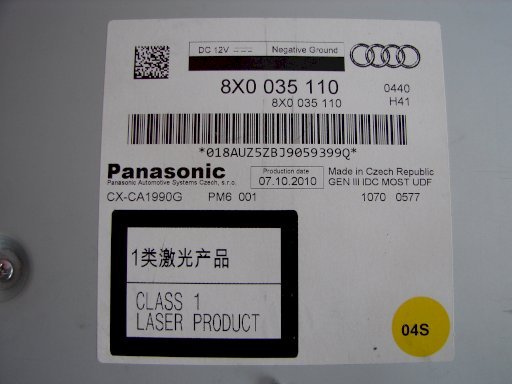 DC 12V Negative Ground
8X0 035 110 0440
8X0 035 110 H41
*018AUZ5ZBJ9059399Q*
Panasonic Production date Made in Czech Republic
Panasonic Automotive Systems Czech, s.r.o. 07.10.2010 GEN III IDC MOST UDF
CX-CA1990G PM6 001 1070 0577
1类激光产品
CLASS 1
LASER PRODUCT
04S